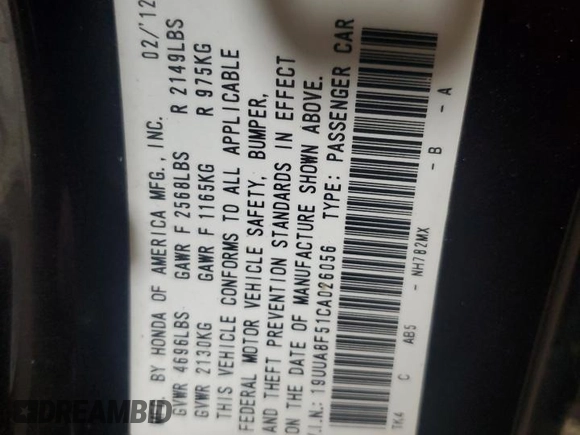 BY HONDA OF AMERICA MFG., INC. 02/'12
GVWR 4696LBS GAWR F 2568LBS R 2149LBS
GVWR 2130KG GAWR F 1165KG R 975KG
THIS VEHICLE CONFORMS TO ALL APPLICABLE
FEDERAL MOTOR VEHICLE SAFETY, BUMPER,
AND THEFT PREVENTION STANDARDS IN EFFECT
ON THE DATE OF MANUFACTURE SHOWN ABOVE.
V.I.N.: 19UUA8F51CA026056 TYPE: PASSENGER CAR
TK4 C AB5 - NH782MX - B - A
DREAMBID